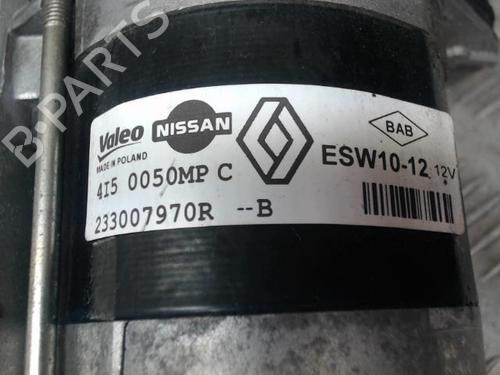 Valeo NISSAN BAB
MADE IN POLAND
ESW10-12 12V
4I5 0050MP C
233007970R --B
B-PARTS